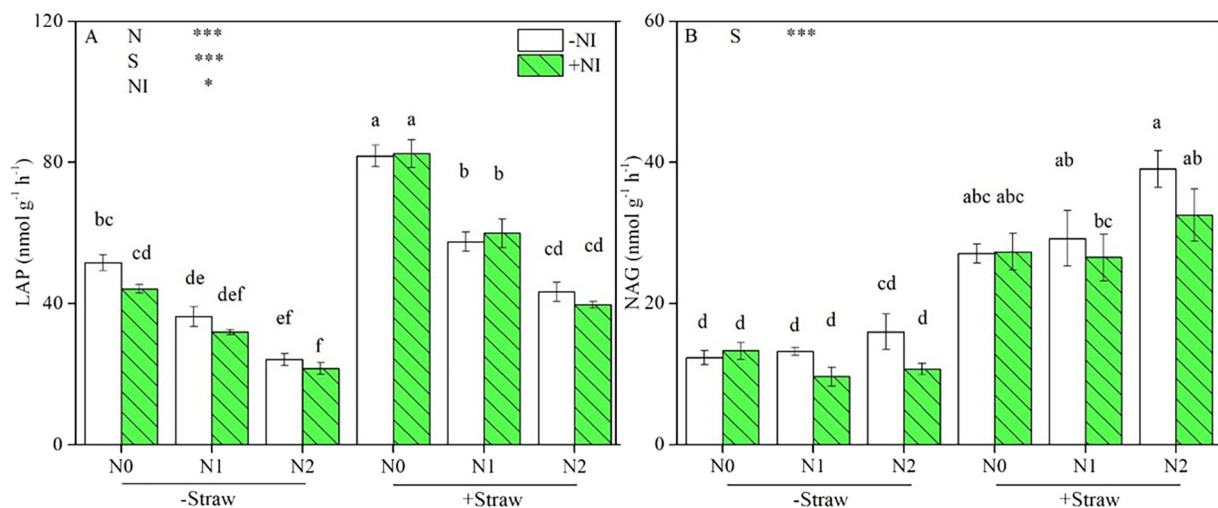 120
80
40
0
LAP (nmol g⁻¹ h⁻¹)
A N ***
S ***
NI *
-NI
+NI
bc cd de def ef f a a b b cd cd
N0 N1 N2 N0 N1 N2
-Straw +Straw
60
40
20
0
NAG (nmol g⁻¹ h⁻¹)
B S ***
d d d d cd d abc abc ab bc a ab
N0 N1 N2 N0 N1 N2
-Straw +Straw